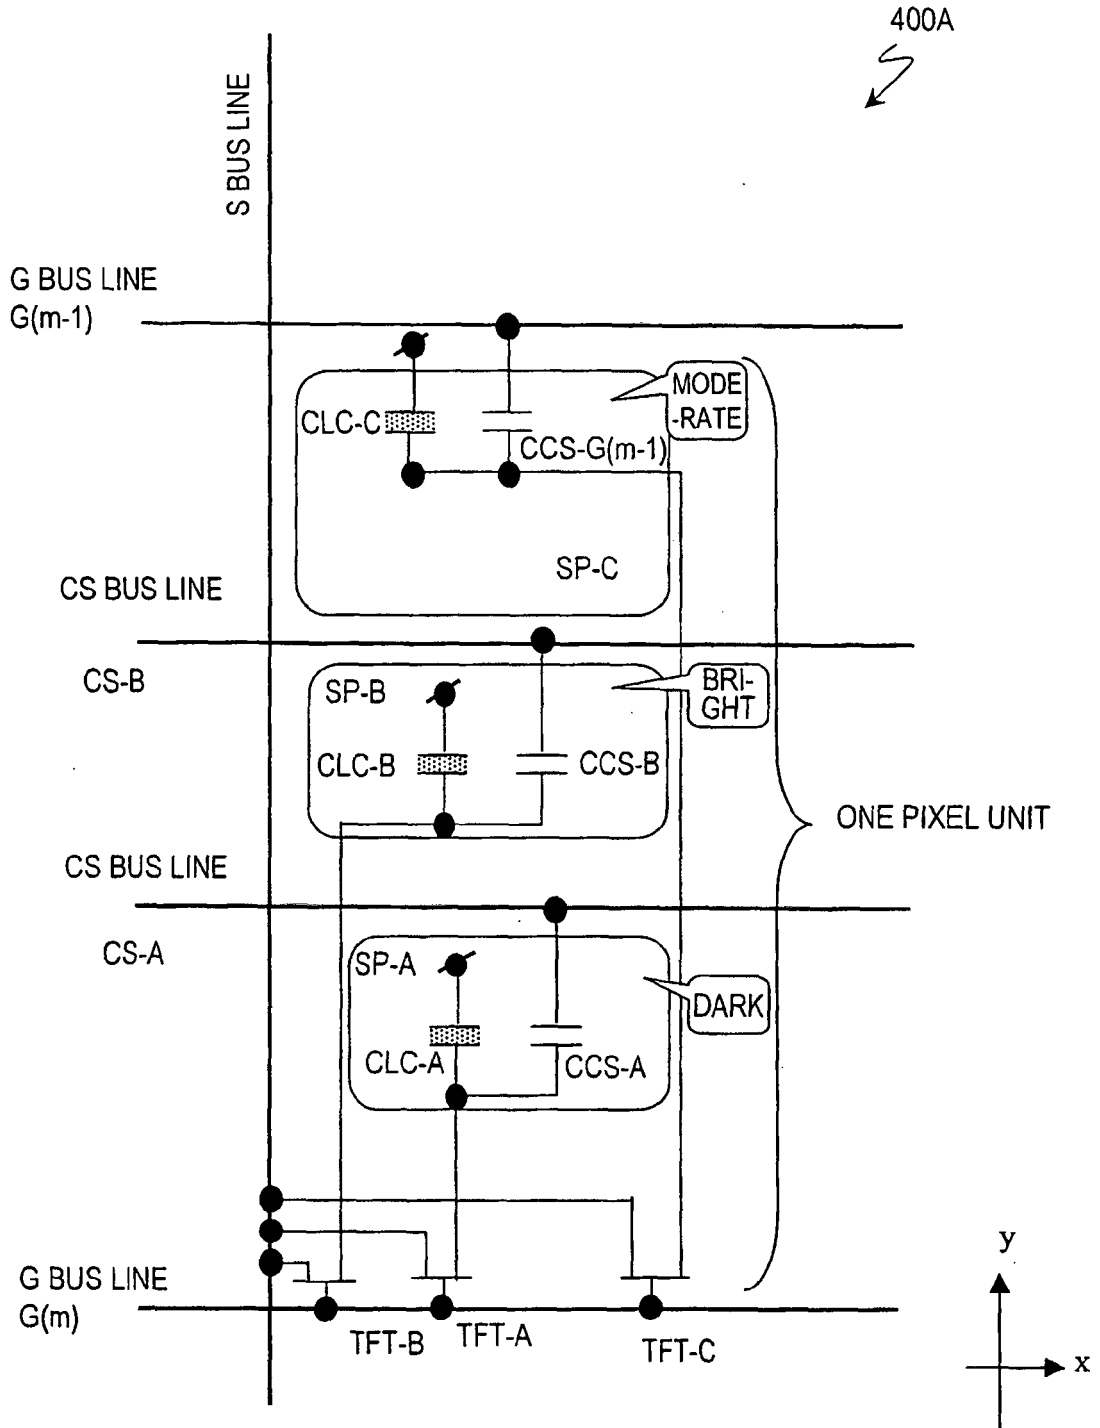 400A
S BUS LINE
G BUS LINE
G(m-1)
MODE
-RATE
CLC-C
CCS-G(m-1)
SP-C
CS BUS LINE
CS-B
SP-B
BRI-
GHT
CLC-B
CCS-B
ONE PIXEL UNIT
CS BUS LINE
CS-A
SP-A
DARK
CLC-A
CCS-A
y
G BUS LINE
G(m)
TFT-B
TFT-A
TFT-C
x